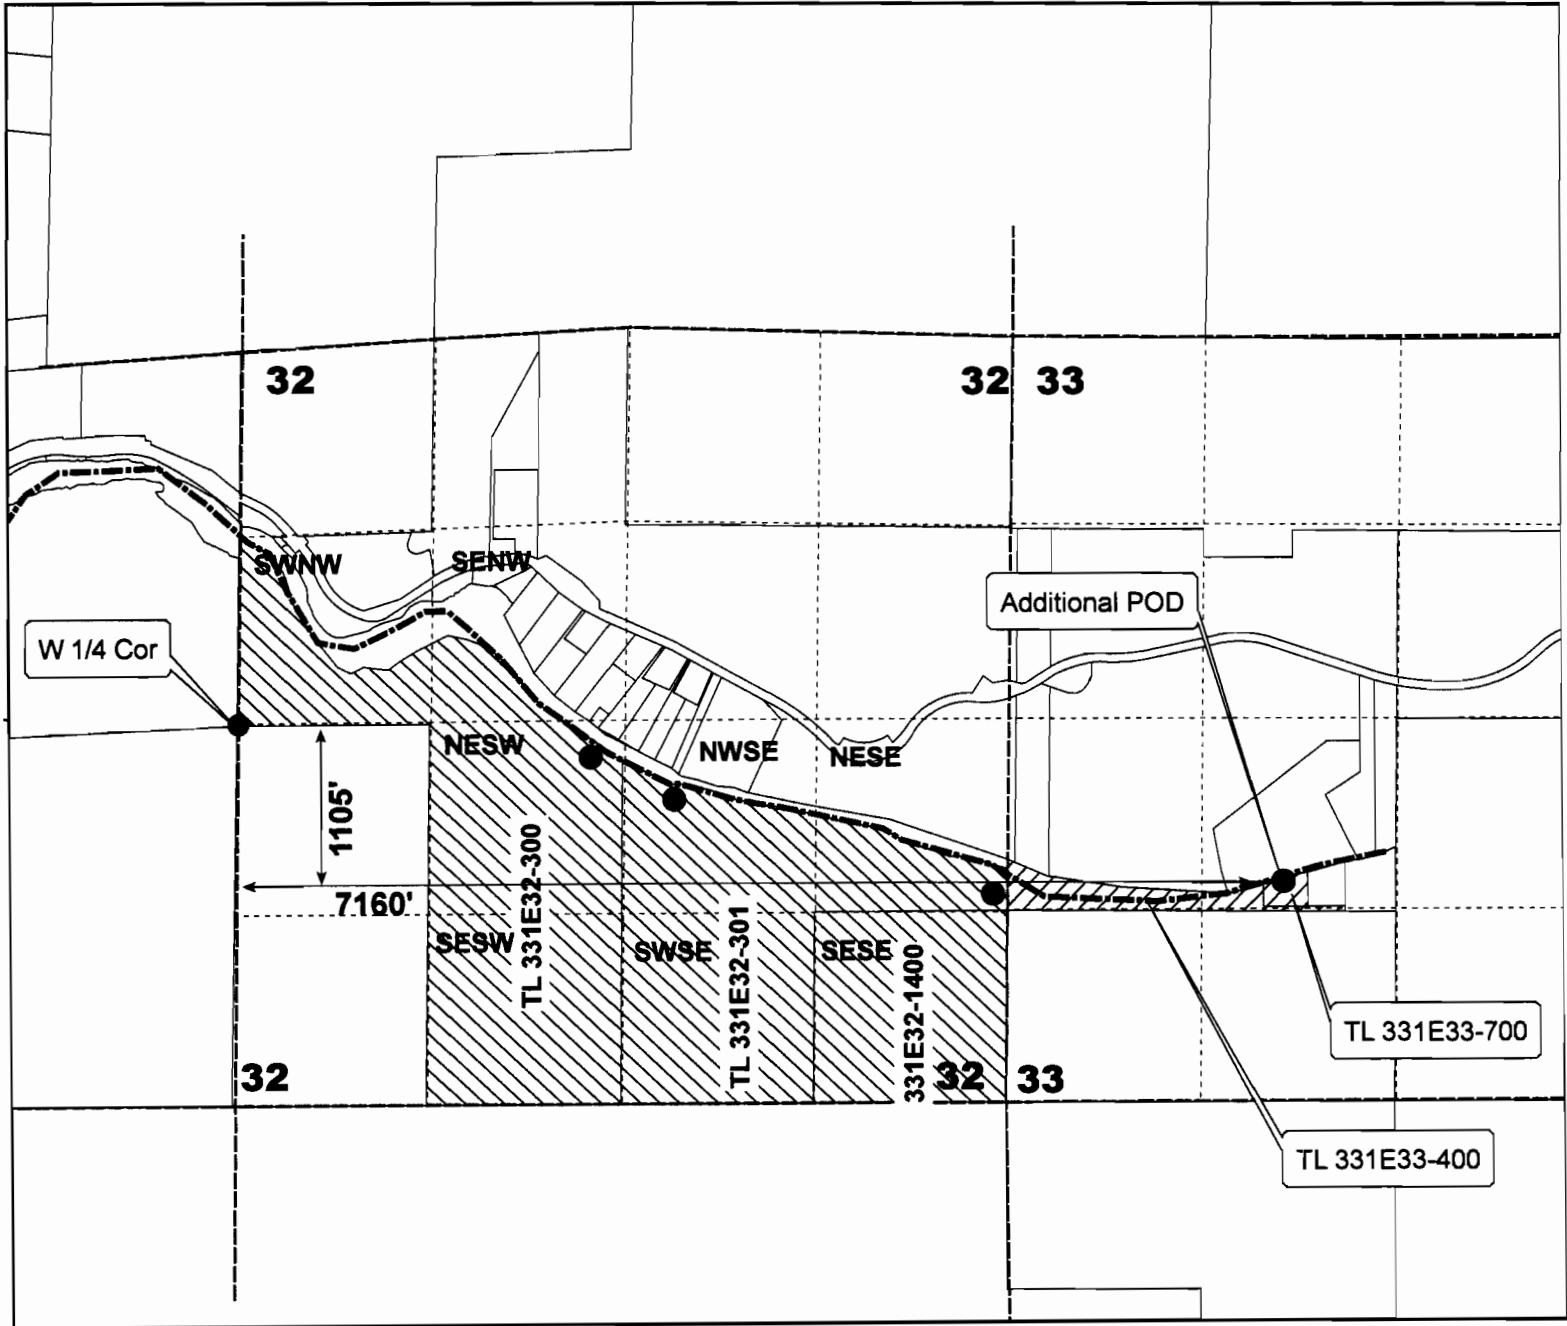 32
32
33
SWNW
SENW
Additional POD
W 1/4 Cor
NESW
NWSE
NESE
1105'
7160'
TL 331E32-300
TL 331E32-301
331E32-1400
SESW
SWSE
SESE
TL 331E33-700
32
32
33
TL 331E33-400